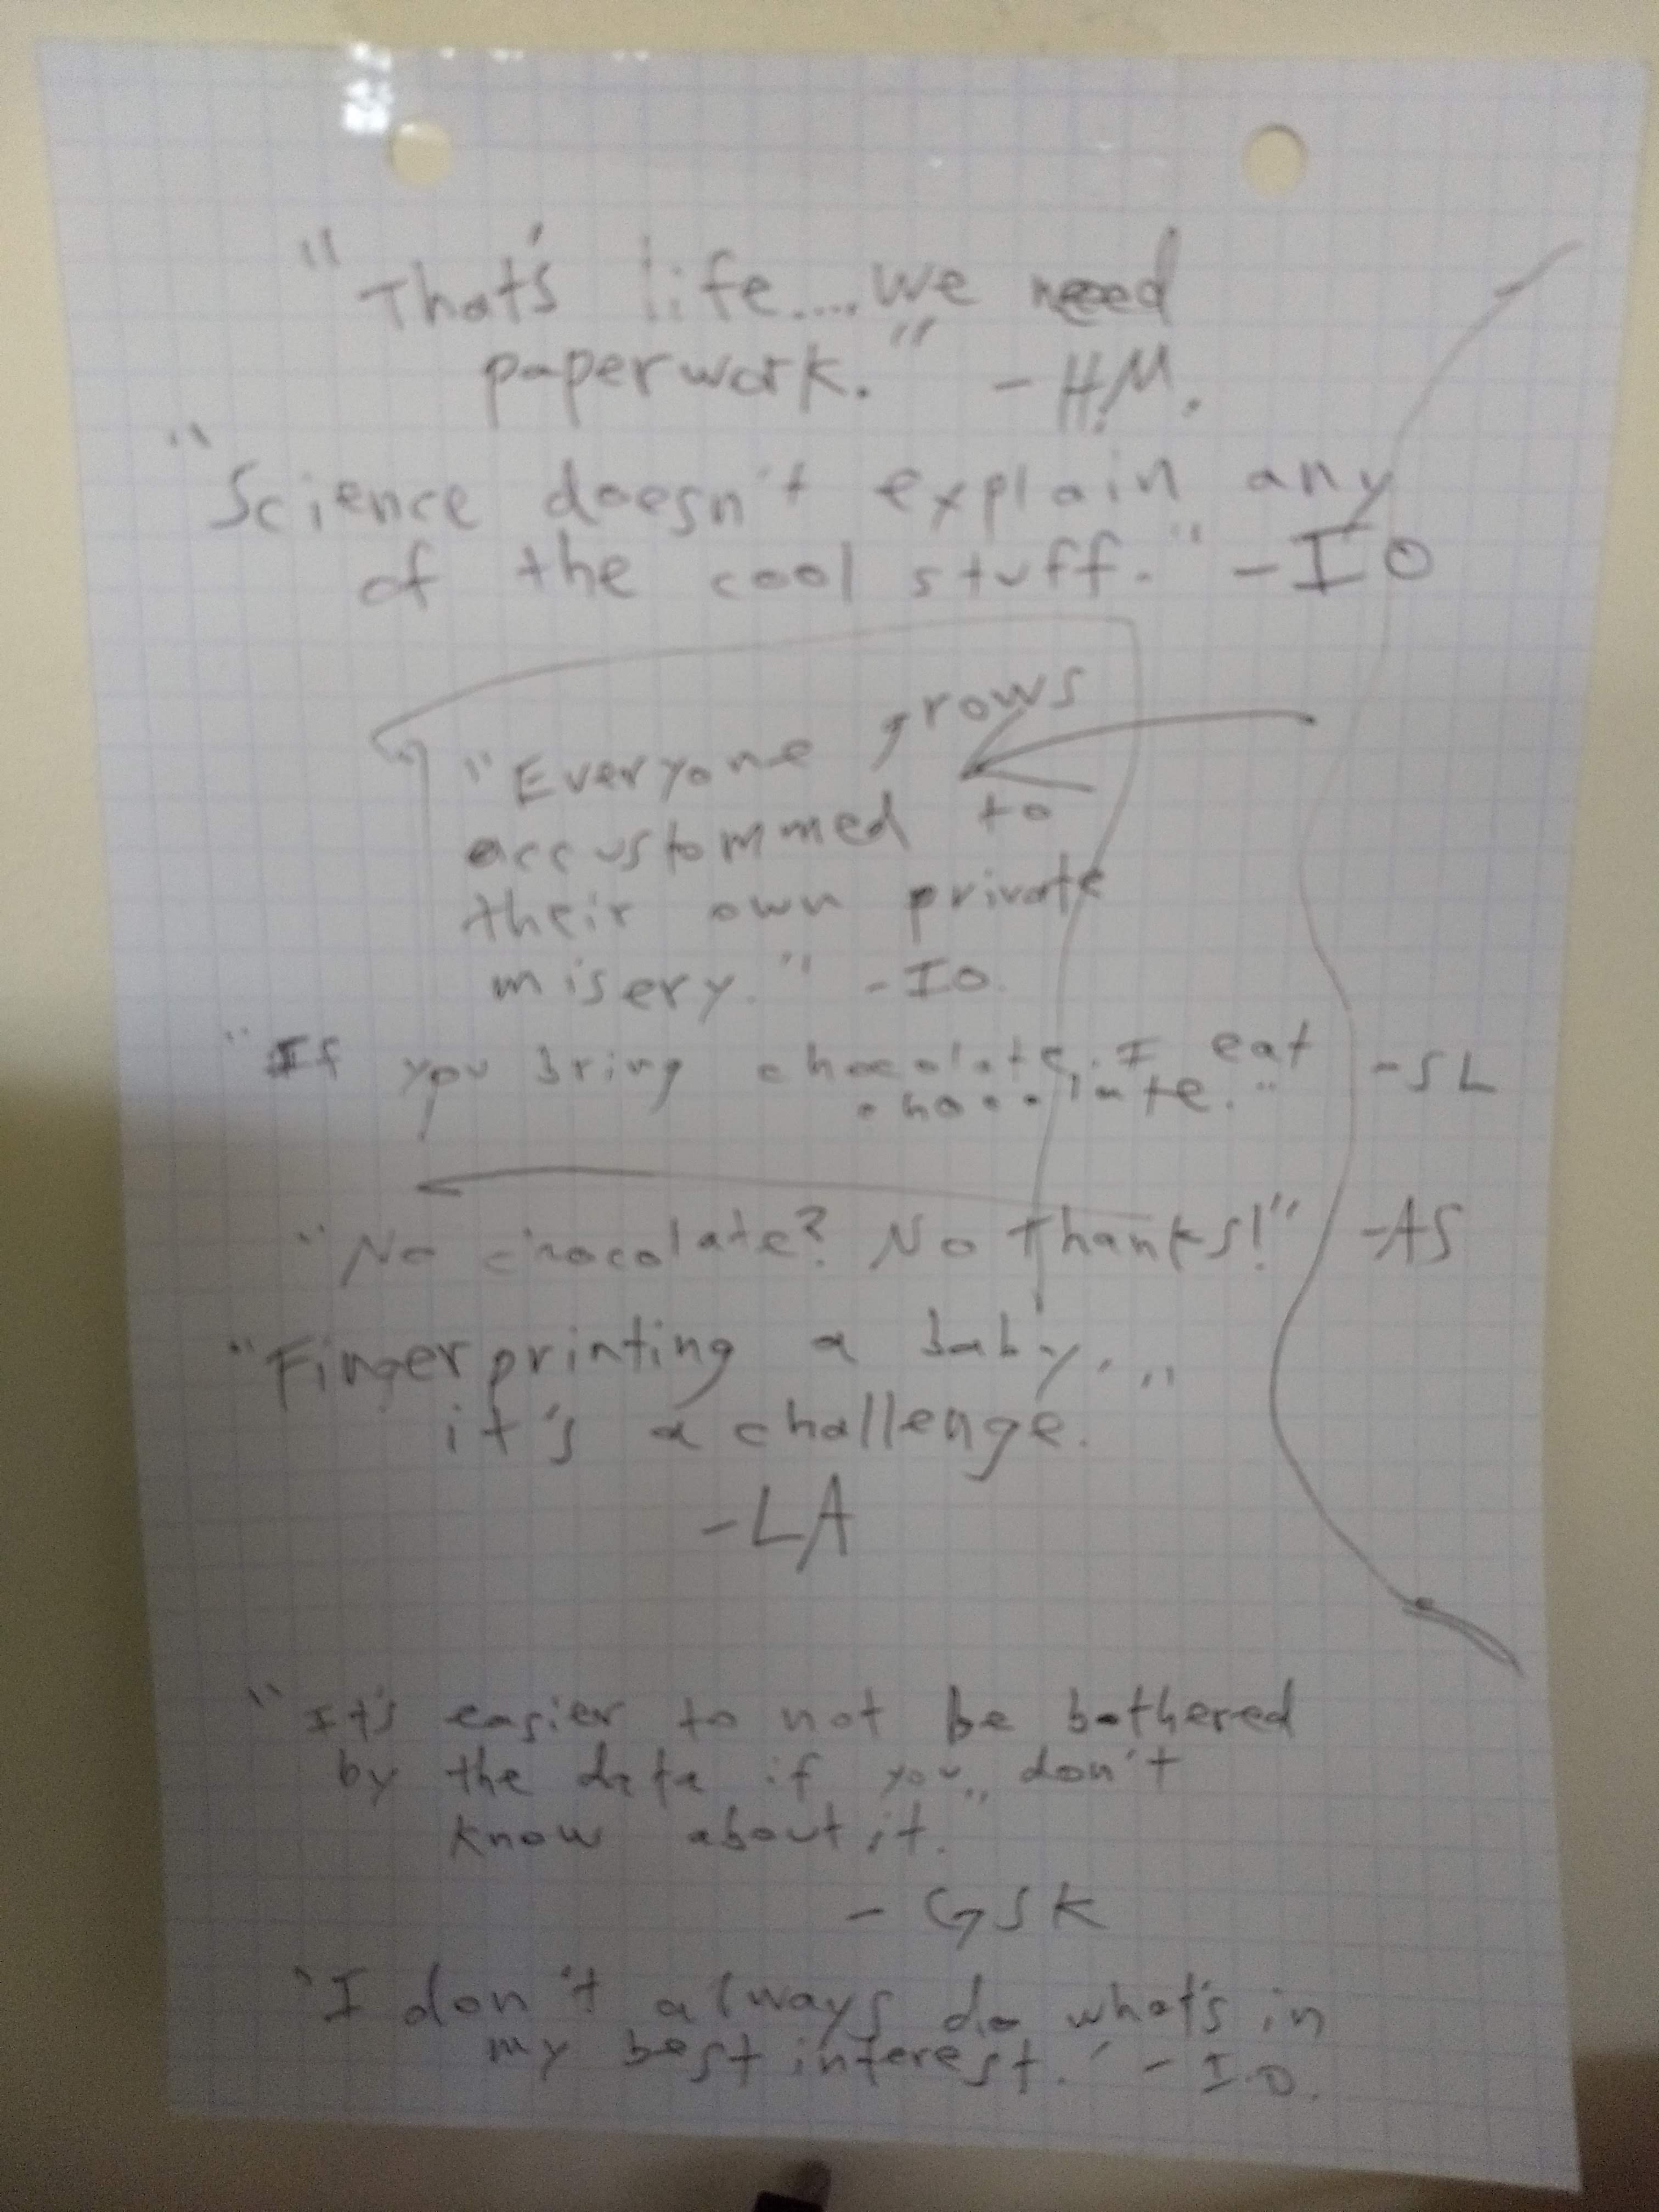 "That's life.... we need
paperwork." - H.M.
"Science doesn't explain any
of the cool stuff." - IO
"Everyone grows
accustommed to
their own private
misery." - IO.
"If you bring chocolate, I eat
chocolate." - SL
"No chocolate? No Thanks!" - AS
"Fingerprinting a baby,
it's a challenge."
- LA
"It's easier to not be bothered
by the date if you don't
know about it."
- GSK
"I don't always do what's in
my best interest." - I.O.